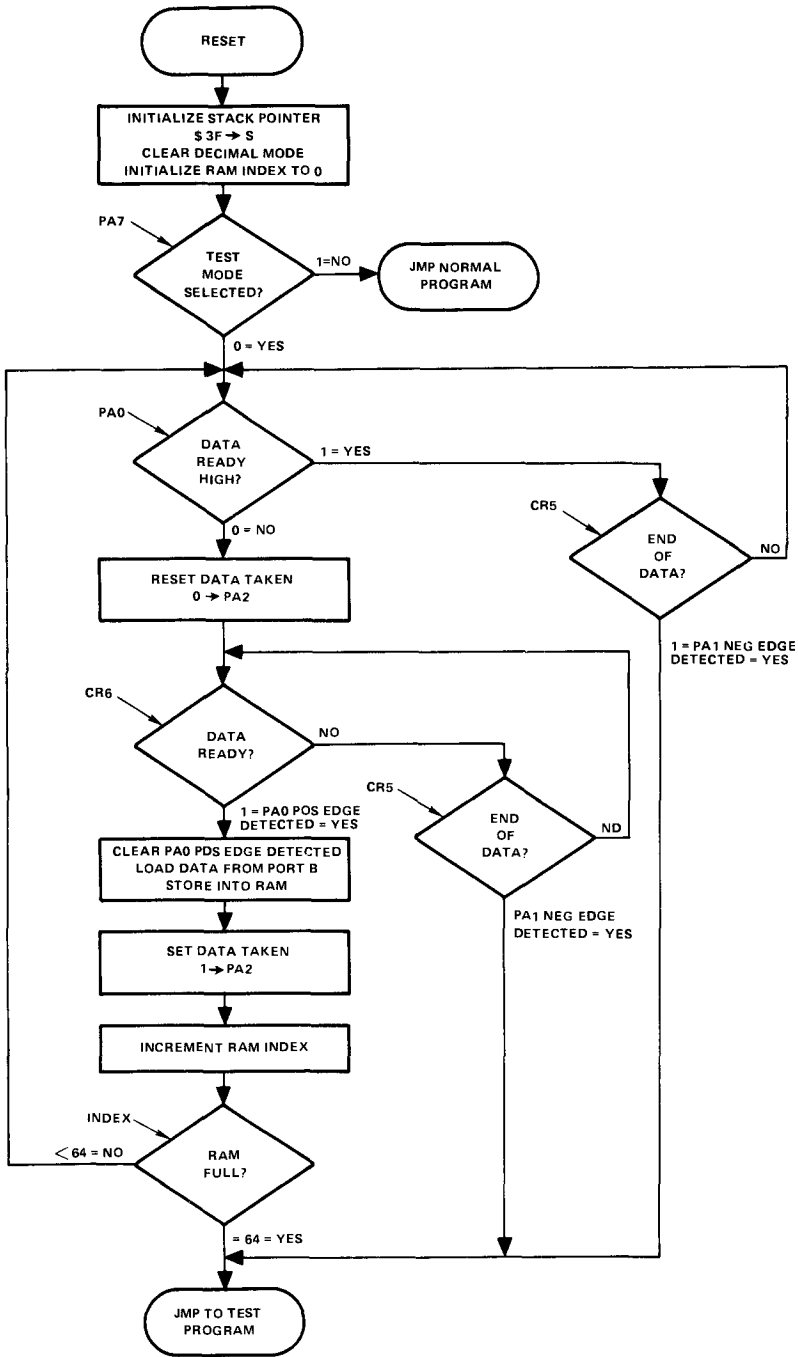 RESET
INITIALIZE STACK POINTER
$ 3F → S
CLEAR DECIMAL MODE
INITIALIZE RAM INDEX TO 0
PA7
TEST
MODE
SELECTED?
1=NO
JMP NORMAL
PROGRAM
0 = YES
PA0
DATA
READY
HIGH?
1 = YES
CR5
END
OF
DATA?
NO
0 = NO
RESET DATA TAKEN
0 → PA2
1 = PA1 NEG EDGE
DETECTED = YES
CR6
DATA
READY?
NO
CR5
END
OF
DATA?
ND
1 = PA0 POS EDGE
DETECTED = YES
CLEAR PA0 PDS EDGE DETECTED
LOAD DATA FROM PORT B
STORE INTO RAM
PA1 NEG EDGE
DETECTED = YES
SET DATA TAKEN
1 → PA2
INCREMENT RAM INDEX
INDEX
RAM
FULL?
< 64 = NO
= 64 = YES
JMP TO TEST
PROGRAM